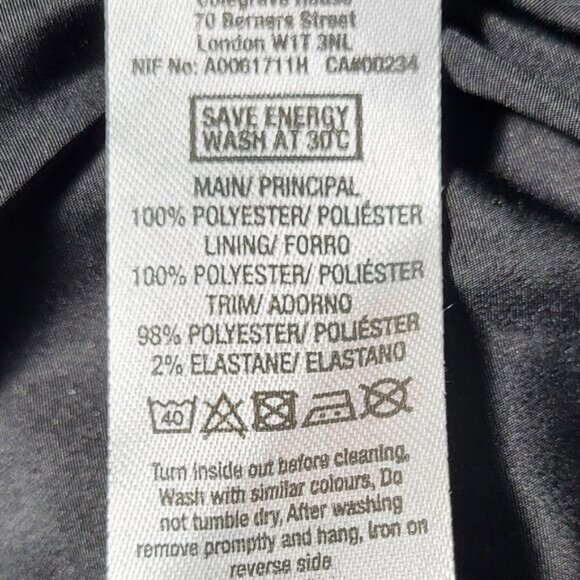 Colegrave House
70 Berners Street
London W1T 3NL
NIF No: A0061711H CA#00234
SAVE ENERGY
WASH AT 30°C
MAIN/ PRINCIPAL
100% POLYESTER/ POLIÉSTER
LINING/ FORRO
100% POLYESTER/ POLIÉSTER
TRIM/ ADORNO
98% POLYESTER/ POLIÉSTER
2% ELASTANE/ ELASTANO
40
Turn inside out before cleaning,
Wash with similar colours, Do
not tumble dry, After washing
remove promptly and hang, Iron on
reverse side